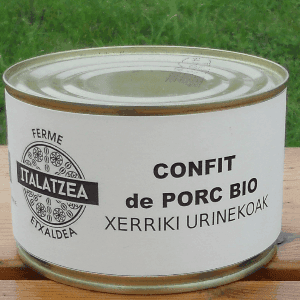 FERME
ITALATZEA
ETXALDEA
CONFIT
de PORC BIO
XERRIKI URINEKOAK